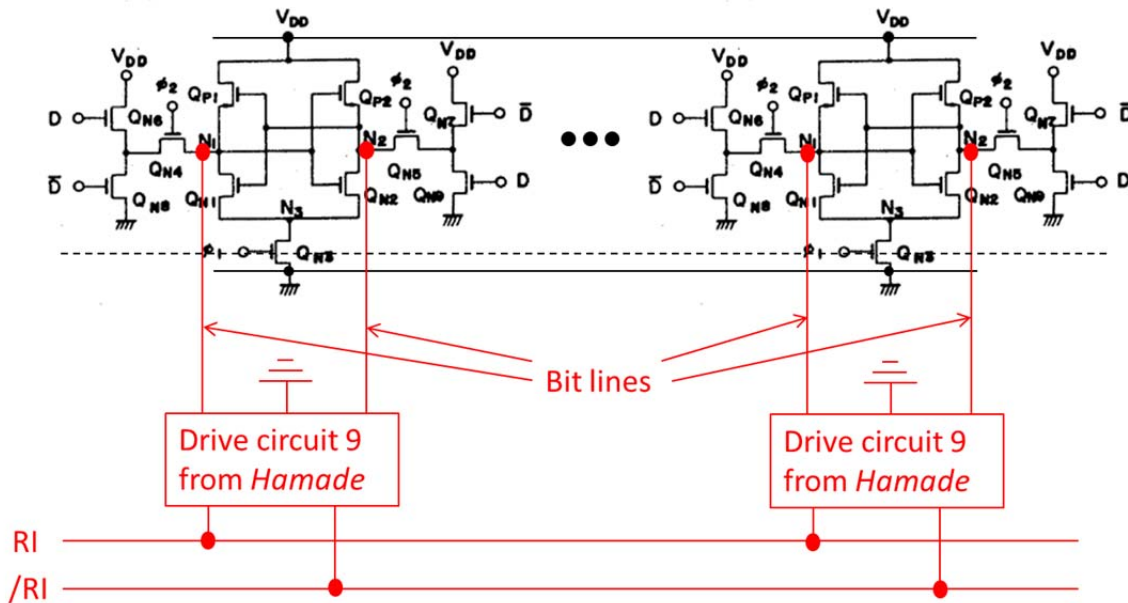 VDD VDD
VDD VDD VDD VDD
ϕ2 ϕ2 ϕ2 ϕ2
QP1 QP2 QP1 QP2
D QN6 QN7 D̅ D QN6 QN7 D̅
N1 N2 N1 N2
QN4 QN5 QN4 QN5
D̅ QN8 QN1 QN2 QN9 D D̅ QN8 QN1 QN2 QN9 D
N3 N3
ϕ1 QN3 ϕ1 QN3
Bit lines
Drive circuit 9 Drive circuit 9
from Hamade from Hamade
RI
/RI